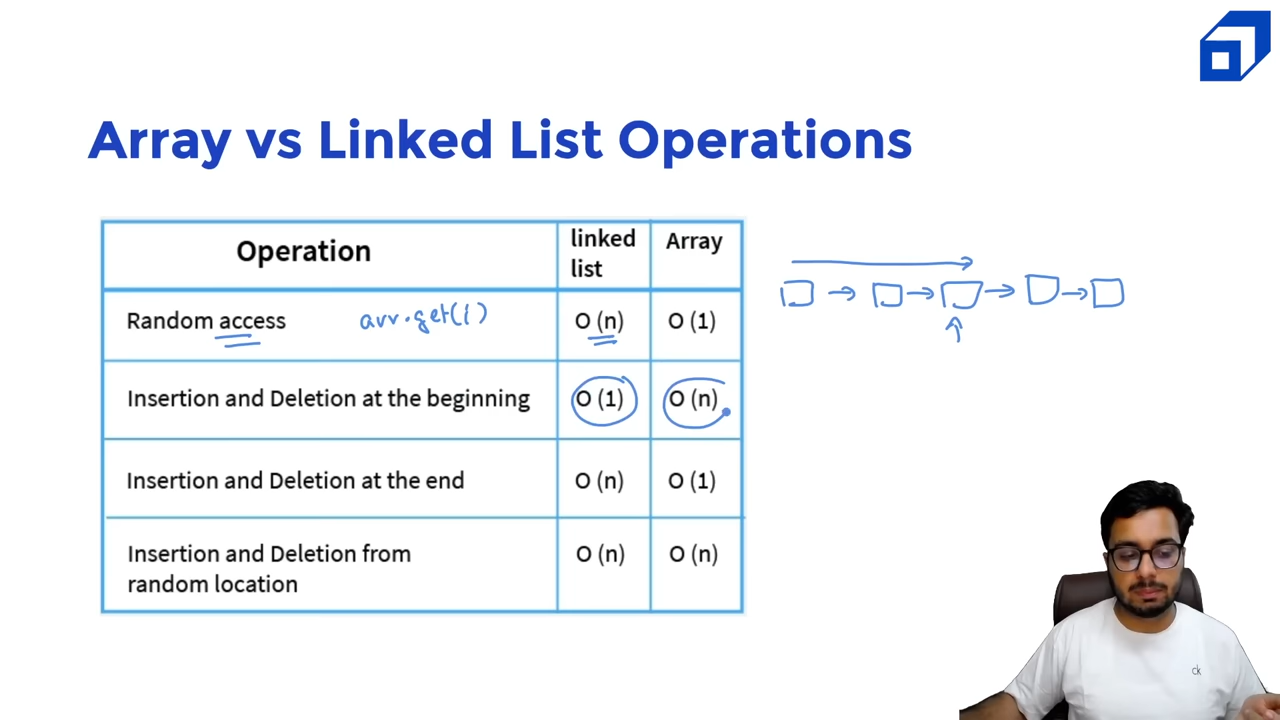 Array vs Linked List Operations
Operation
linked list
Array
Random access
arr.get(i)
O (n)
O (1)
Insertion and Deletion at the beginning
O (1)
O (n)
Insertion and Deletion at the end
O (n)
O (1)
Insertion and Deletion from
random location
O (n)
O (n)
ck